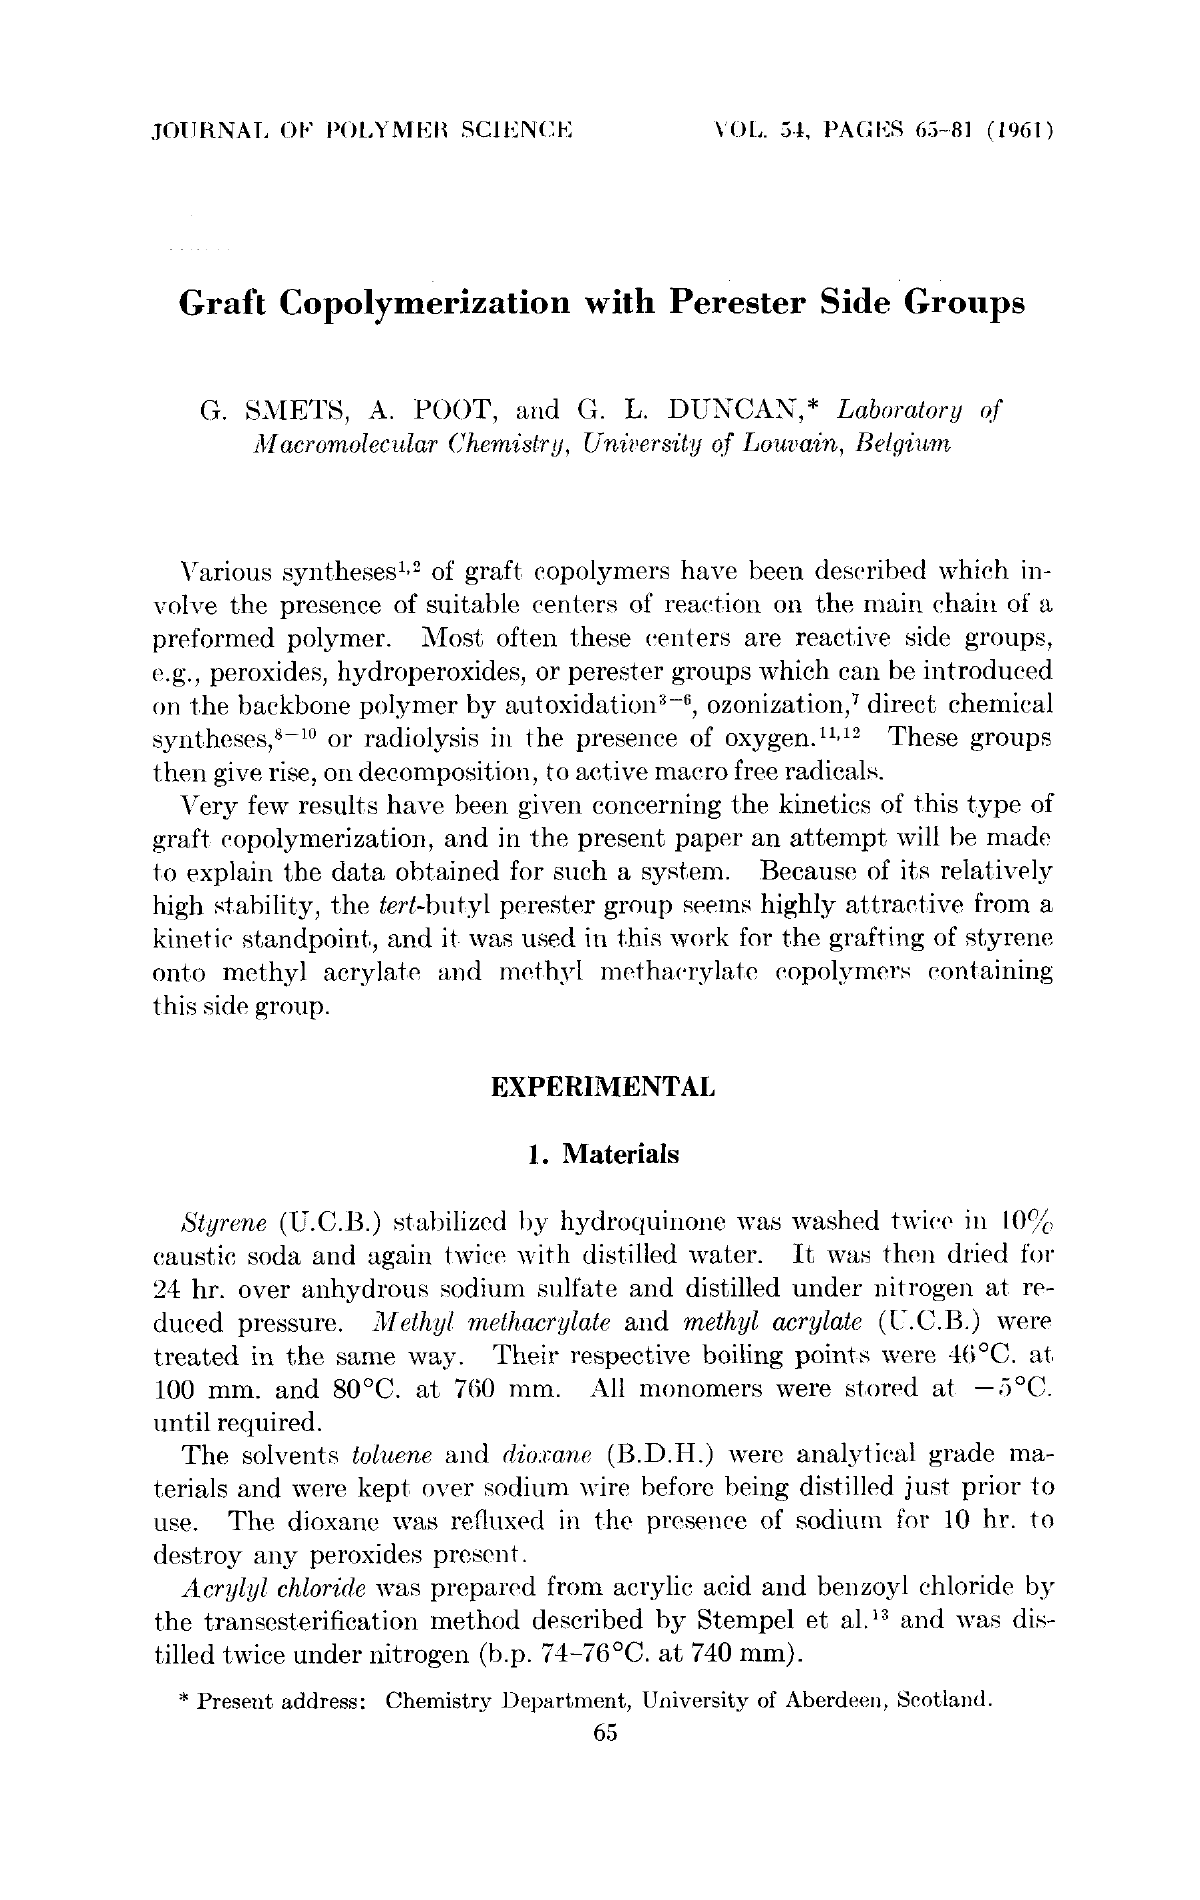 JOURNAL OF POLYMER SCIENCE VOL. 54, PAGES 65–81 (1961)
Graft Copolymerization with Perester Side Groups
G. SMETS, A. POOT, and G. L. DUNCAN,* Laboratory of
Macromolecular Chemistry, University of Louvain, Belgium
Various syntheses1,2 of graft copolymers have been described which in-
volve the presence of suitable centers of reaction on the main chain of a
preformed polymer. Most often these centers are reactive side groups,
e.g., peroxides, hydroperoxides, or perester groups which can be introduced
on the backbone polymer by autoxidation3–6, ozonization,7 direct chemical
syntheses,8–10 or radiolysis in the presence of oxygen.11,12 These groups
then give rise, on decomposition, to active macro free radicals.
Very few results have been given concerning the kinetics of this type of
graft copolymerization, and in the present paper an attempt will be made
to explain the data obtained for such a system. Because of its relatively
high stability, the tert-butyl perester group seems highly attractive from a
kinetic standpoint, and it was used in this work for the grafting of styrene
onto methyl acrylate and methyl methacrylate copolymers containing
this side group.
EXPERIMENTAL
1. Materials
Styrene (U.C.B.) stabilized by hydroquinone was washed twice in 10%
caustic soda and again twice with distilled water. It was then dried for
24 hr. over anhydrous sodium sulfate and distilled under nitrogen at re-
duced pressure. Methyl methacrylate and methyl acrylate (U.C.B.) were
treated in the same way. Their respective boiling points were 46°C. at
100 mm. and 80°C. at 760 mm. All monomers were stored at −5°C.
until required.
The solvents toluene and dioxane (B.D.H.) were analytical grade ma-
terials and were kept over sodium wire before being distilled just prior to
use. The dioxane was refluxed in the presence of sodium for 10 hr. to
destroy any peroxides present.
Acrylyl chloride was prepared from acrylic acid and benzoyl chloride by
the transesterification method described by Stempel et al.13 and was dis-
tilled twice under nitrogen (b.p. 74–76°C. at 740 mm).
* Present address: Chemistry Department, University of Aberdeen, Scotland.
65